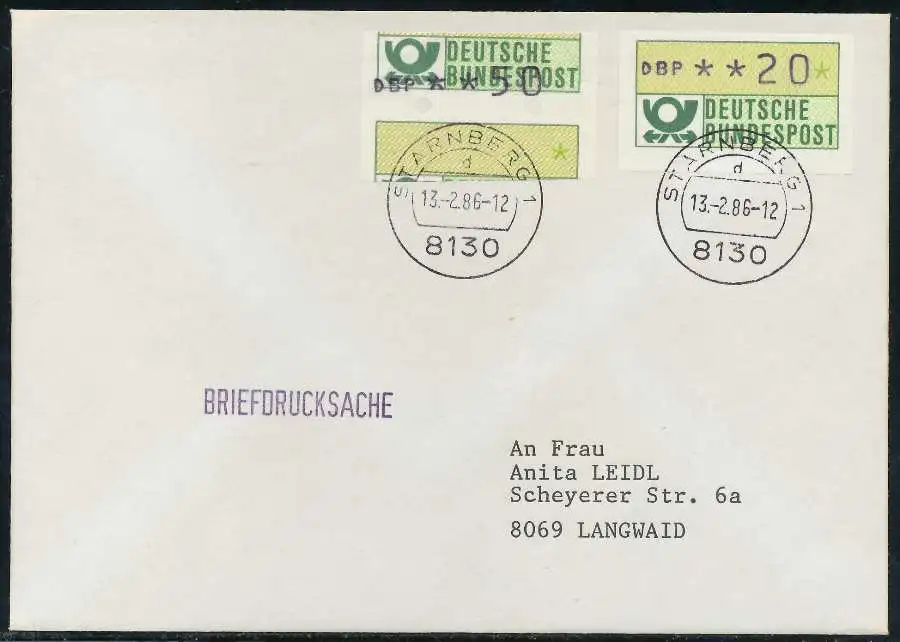 DEUTSCHE
BUNDESPOST
DBP * * 50
*
DBP * * 20 *
DEUTSCHE
BUNDESPOST
STARNBERG 1
d
13.-2.86-12
8130
STARNBERG 1
d
13.-2.86-12
8130
BRIEFDRUCKSACHE
An Frau
Anita LEIDL
Scheyerer Str. 6a
8069 LANGWAID